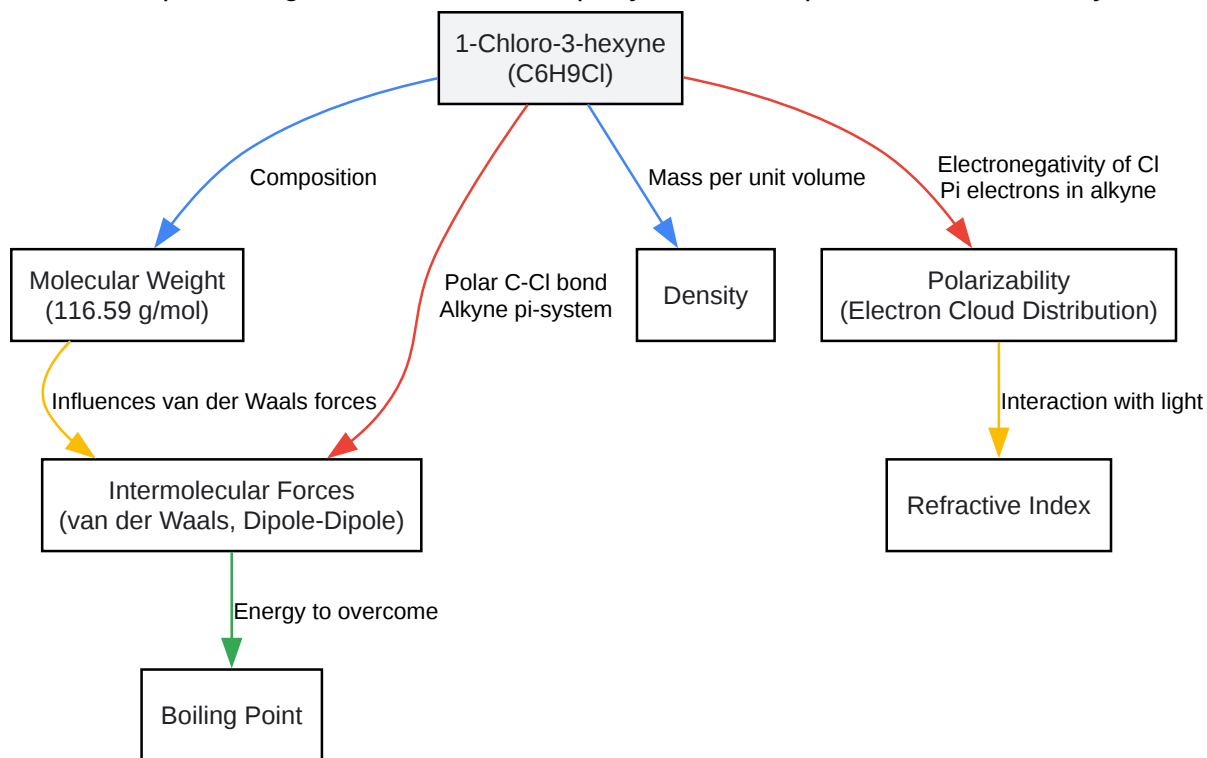 1-Chloro-3-hexyne
(C6H9Cl)
Composition
Mass per unit volume
Electronegativity of Cl
Pi electrons in alkyne
Molecular Weight
(116.59 g/mol)
Polar C-Cl bond
Alkyne pi-system
Density
Polarizability
(Electron Cloud Distribution)
Influences van der Waals forces
Interaction with light
Intermolecular Forces
(van der Waals, Dipole-Dipole)
Refractive Index
Energy to overcome
Boiling Point